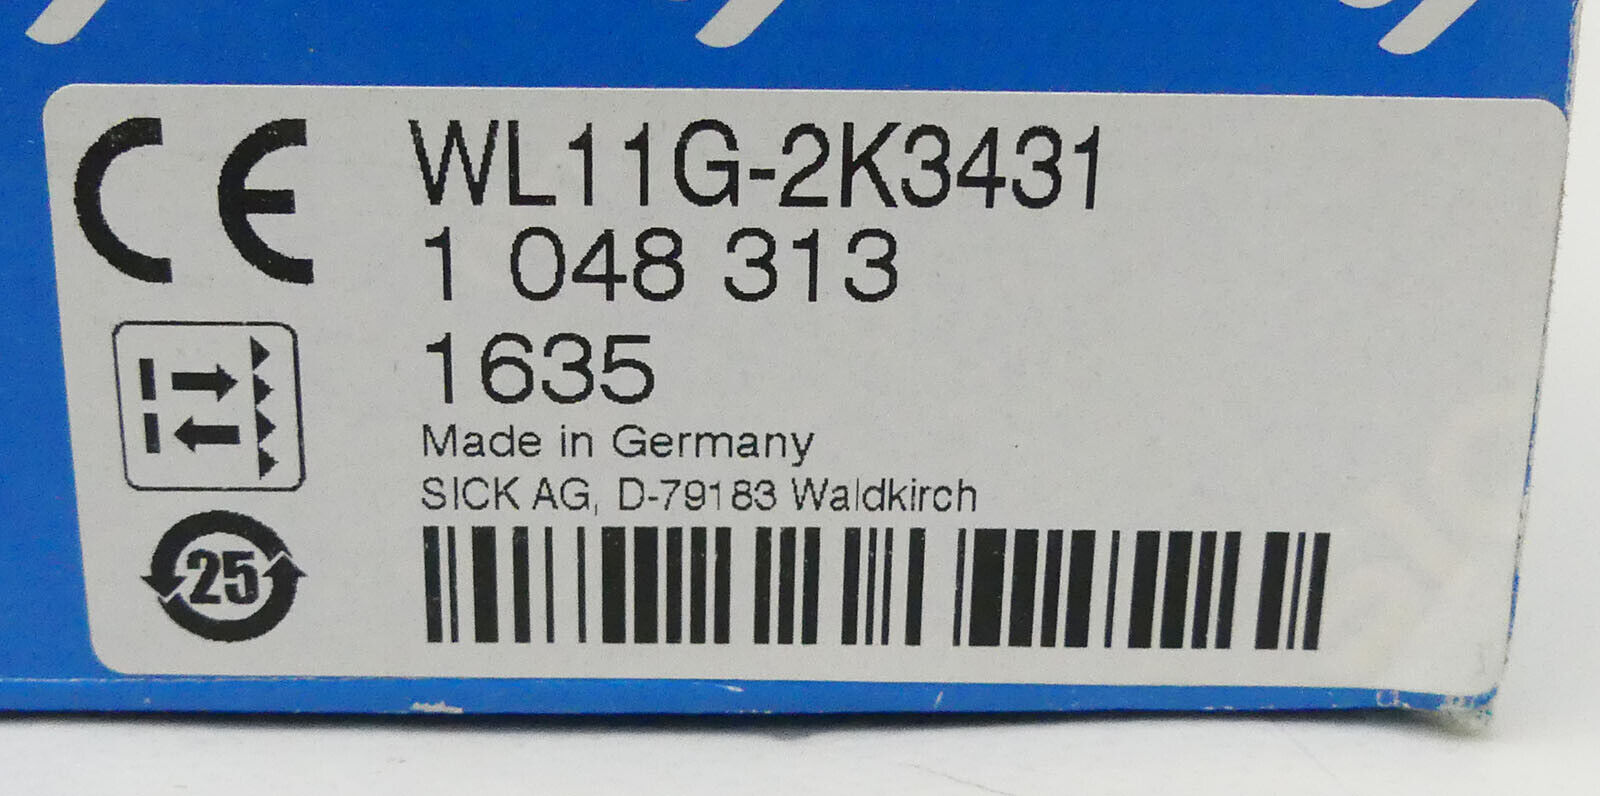 CE
WL11G-2K3431
1 048 313
1635
Made in Germany
SICK AG, D-79183 Waldkirch
25